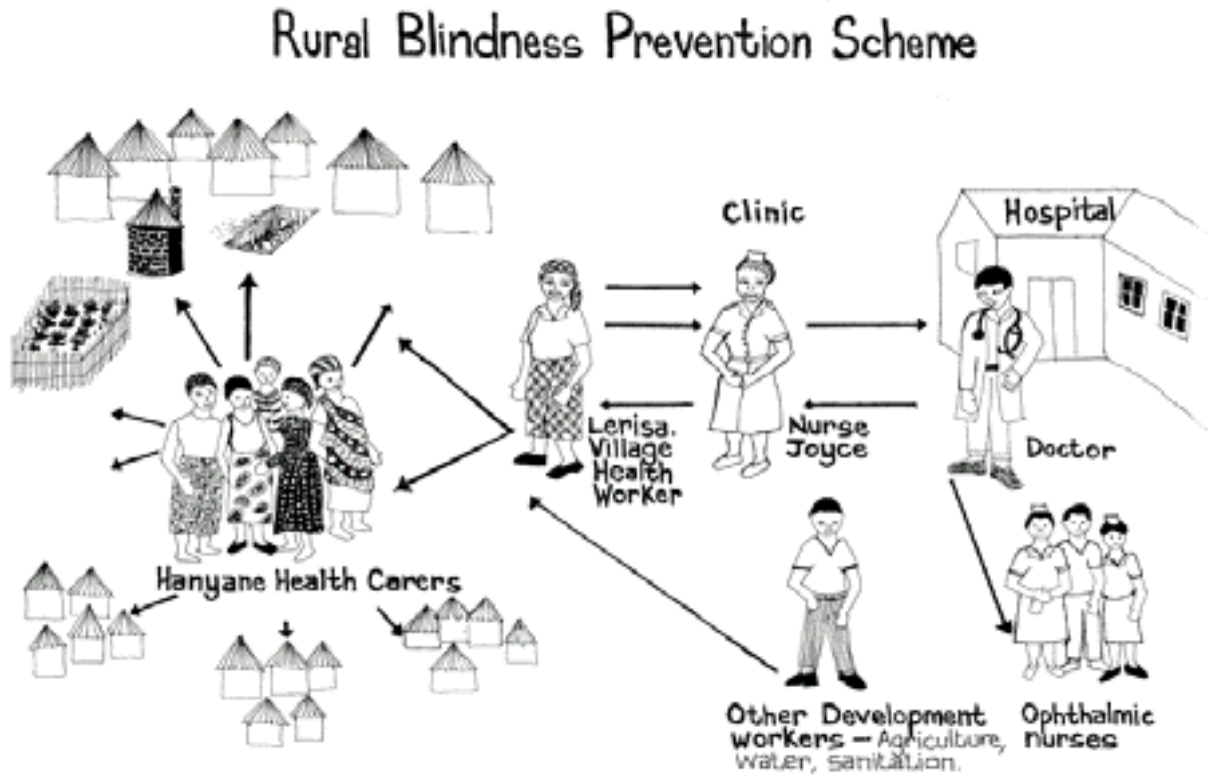 Rural Blindness Prevention Scheme
Clinic
Hospital
Lerisa.
Village
Health
Worker
Nurse
Joyce
Doctor
Hanyane Health Carers
Other Development
workers – Agriculture,
Water, sanitation.
Ophthalmic
nurses